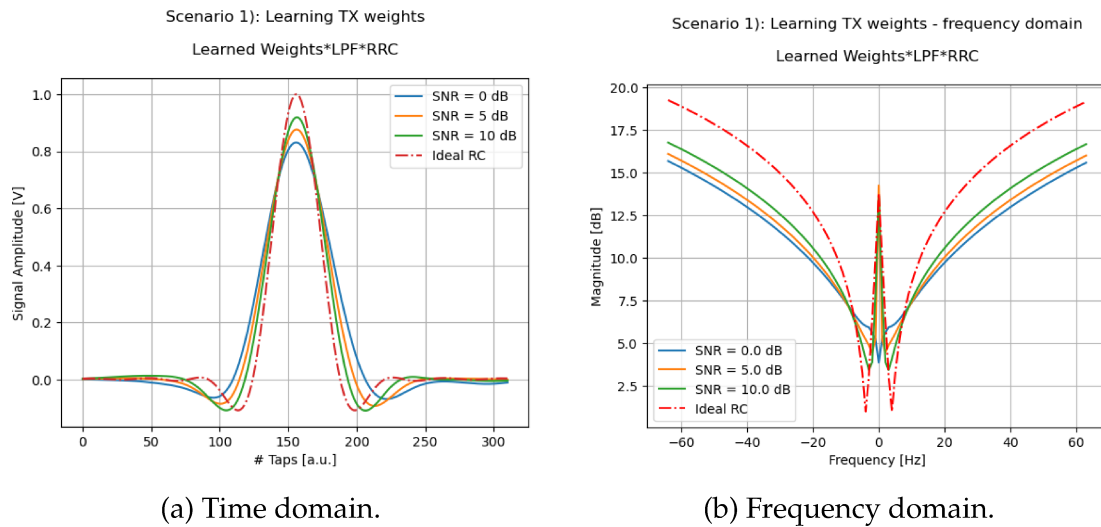 Scenario 1): Learning TX weights
Learned Weights*LPF*RRC
SNR = 0 dB
SNR = 5 dB
SNR = 10 dB
Ideal RC
Signal Amplitude [V]
1.0
0.8
0.6
0.4
0.2
0.0
0 50 100 150 200 250 300
# Taps [a.u.]
(a) Time domain.
Scenario 1): Learning TX weights - frequency domain
Learned Weights*LPF*RRC
Magnitude [dB]
20.0
17.5
15.0
12.5
10.0
7.5
5.0
2.5
SNR = 0.0 dB
SNR = 5.0 dB
SNR = 10.0 dB
Ideal RC
−60 −40 −20 0 20 40 60
Frequency [Hz]
(b) Frequency domain.